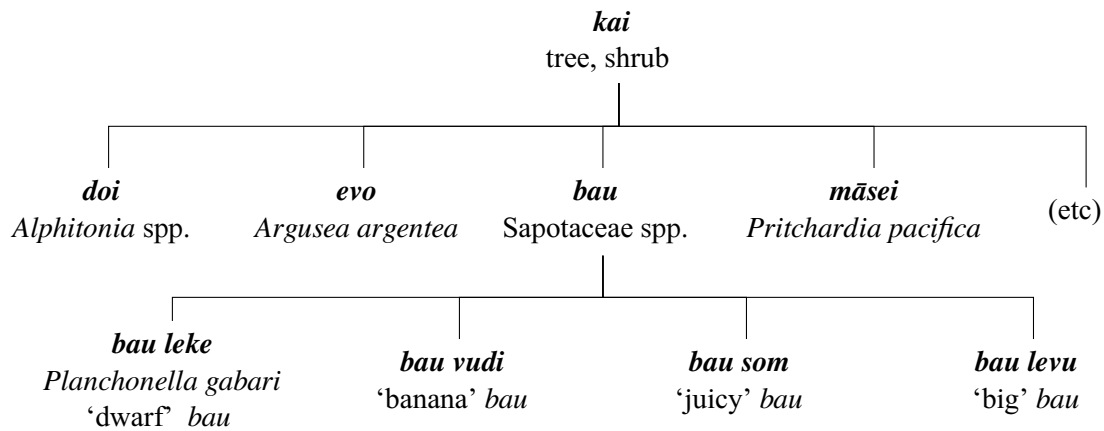 kai
tree, shrub
doi
Alphitonia spp.
evo
Argusea argentea
bau
Sapotaceae spp.
māsei
Pritchardia pacifica
(etc)
bau leke
Planchonella gabari
‘dwarf’ bau
bau vudi
‘banana’ bau
bau som
‘juicy’ bau
bau levu
‘big’ bau